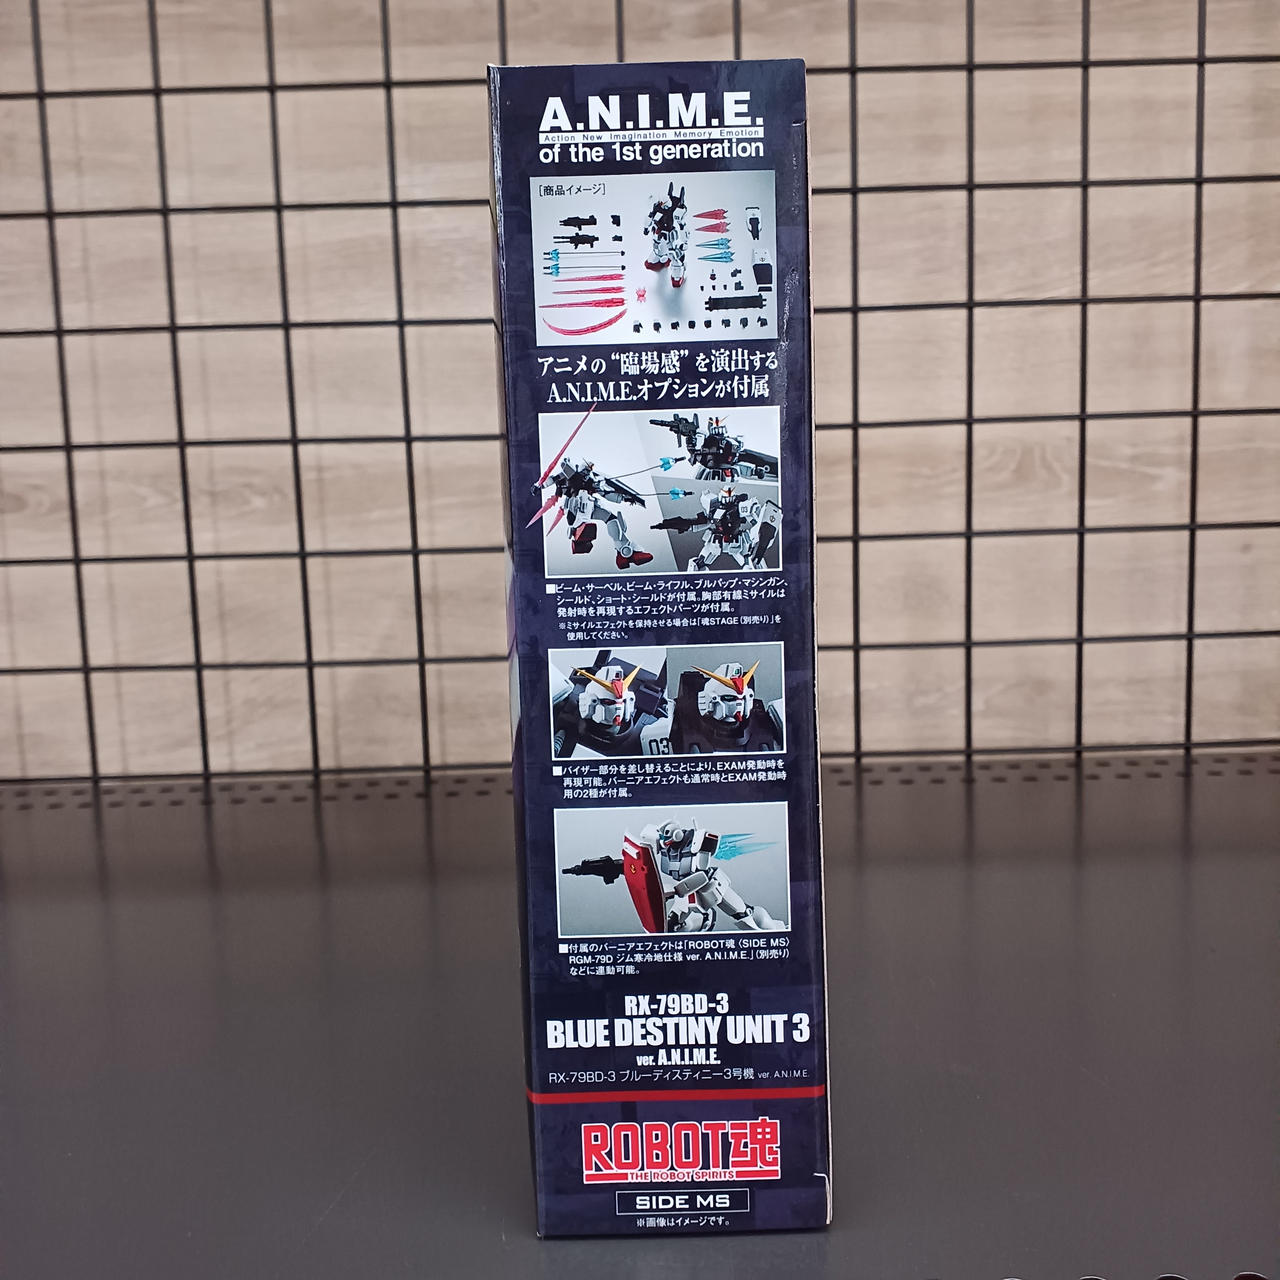 A.N.I.M.E.
Action New Imagination Memory Emotion
of the 1st generation
[商品イメージ]
アニメの“臨場感”を演出する
A.N.I.M.E.オプションが付属
03
■ビーム・サーベル、ビーム・ライフル、ブルパップ・マシンガン、
シールド、ショート・シールドが付属。胸部有線ミサイルは
発射時を再現するエフェクトパーツが付属。
※ミサイルエフェクトを保持させる場合は「魂STAGE(別売り)」を
使用してください。
03
■バイザー部分を差し替えることにより、EXAM発動時を
再現可能。バーニアエフェクトも通常時とEXAM発動時
用の2種が付属。
■付属のバーニアエフェクトは「ROBOT魂〈SIDE MS〉
RGM-79D ジム寒冷地仕様 ver. A.N.I.M.E.」(別売り)
などに連動可能。
RX-79BD-3
BLUE DESTINY UNIT 3
ver. A.N.I.M.E.
RX-79BD-3 ブルーディスティニー3号機 ver. A.N.I.M.E.
ROBOT魂
THE ROBOT SPIRITS
SIDE MS
※画像はイメージです。